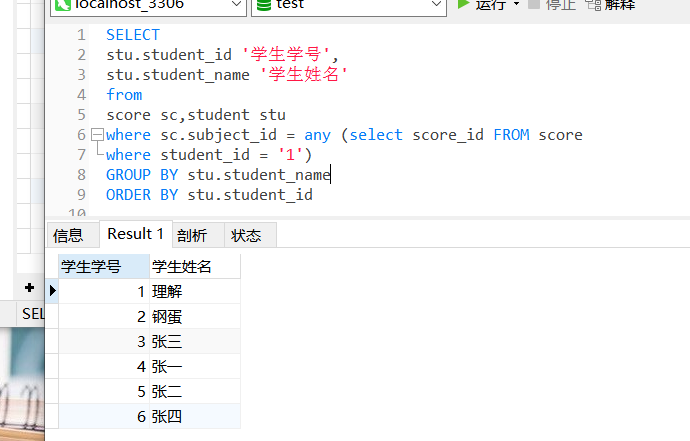 localhost_3306
test
运行
停止
解释
1 SELECT
2 stu.student_id '学生学号',
3 stu.student_name '学生姓名'
4 from
5 score sc,student stu
6 where sc.subject_id = any (select score_id FROM score
7 where student_id = '1')
8 GROUP BY stu.student_name
9 ORDER BY stu.student_id
10
信息 Result 1 剖析 状态
学生学号 学生姓名
1 理解
2 钢蛋
3 张三
4 张一
5 张二
6 张四
SEL